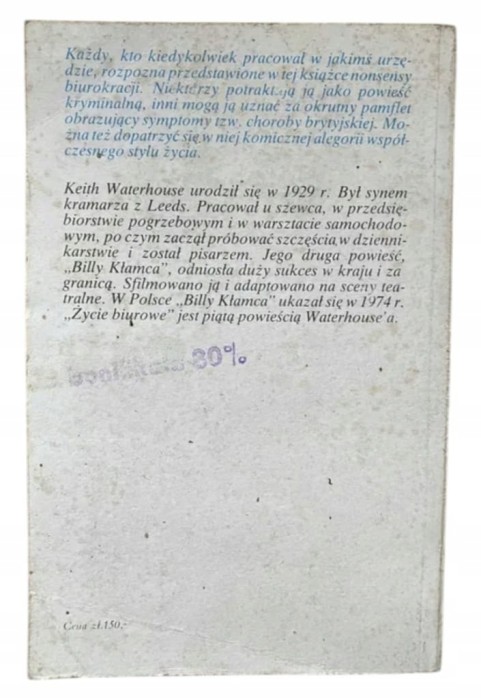 Każdy, kto kiedykolwiek pracował w jakimś urzę-
dzie, rozpozna przedstawione w tej książce nonsensy
biurokracji. Niektórzy potraktują ją jako powieść
kryminalną, inni mogą ją uznać za okrutny pamflet
obrazujący symptomy tzw. choroby brytyjskiej. Mo-
żna też dopatrzyć się w niej komicznej alegorii współ-
czesnego stylu życia.
Keith Waterhouse urodził się w 1929 r. Był synem
kramarza z Leeds. Pracował u szewca, w przedsię-
biorstwie pogrzebowym i w warsztacie samochodo-
wym, po czym zaczął próbować szczęścia w dzienni-
karstwie i został pisarzem. Jego druga powieść,
„Billy Kłamca”, odniosła duży sukces w kraju i za
granicą. Sfilmowano ją i adaptowano na sceny tea-
tralne. W Polsce „Billy Kłamca” ukazał się w 1974 r.
„Życie biurowe” jest piątą powieścią Waterhouse'a.
80%
Cena zł 150,-